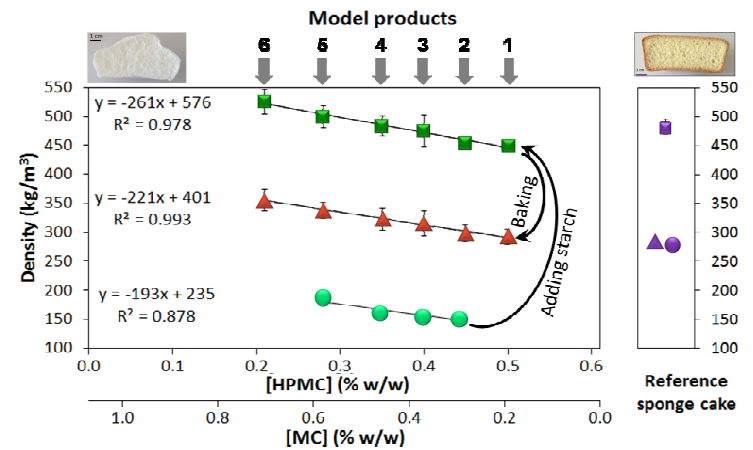 Model products
1 cm
6 5 4 3 2 1
550 500 450 400 350 300 250 200 150 100
Density (kg/m³)
y = -261x + 576
R² = 0.978
y = -221x + 401
R² = 0.993
y = -193x + 235
R² = 0.878
Baking
Adding starch
0.0 0.1 0.2 0.3 0.4 0.5 0.6
[HPMC] (% w/w)
1.0 0.8 0.6 0.4 0.2 0.0
[MC] (% w/w)
550 500 450 400 350 300 250 200 150 100
Reference
sponge cake